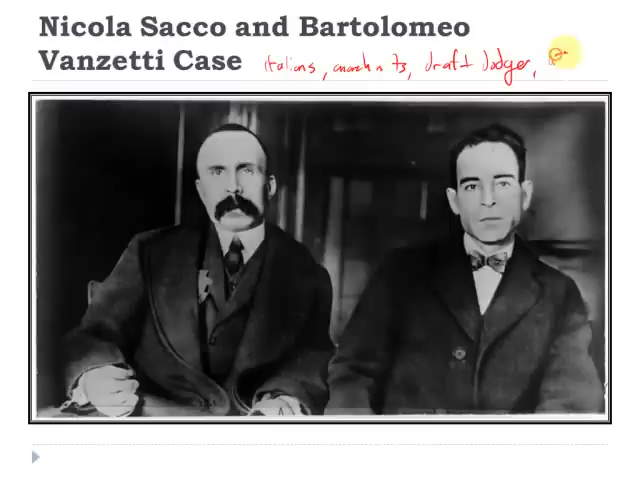 Nicola Sacco and Bartolomeo
Vanzetti Case Italians, anarchists, draft dodger,